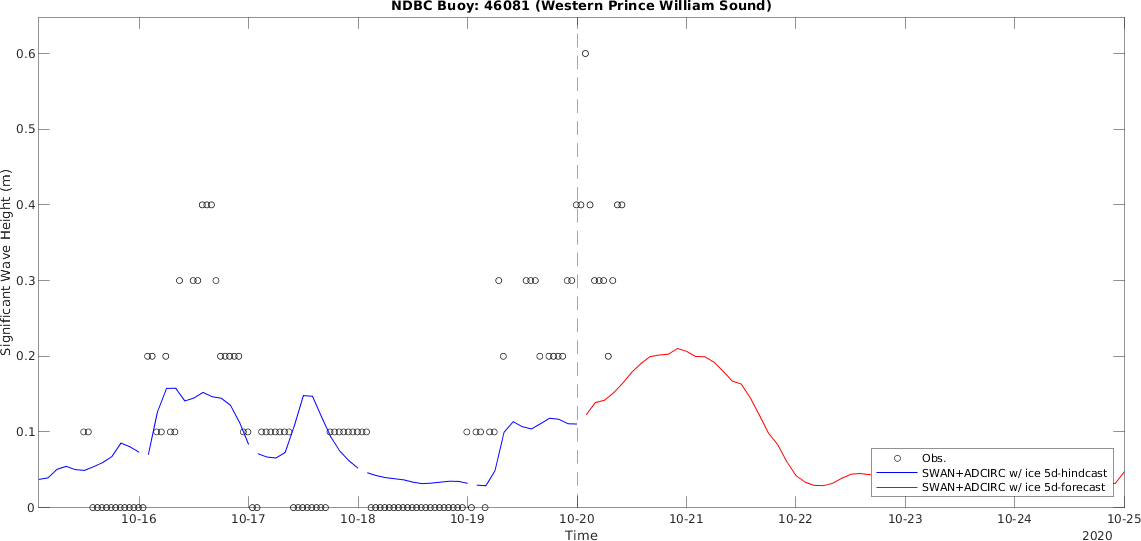 NDBC Buoy: 46081 (Western Prince William Sound)
Significant Wave Height (m)
0.6
0.5
0.4
0.3
0.2
0.1
0
Obs.
SWAN+ADCIRC w/ ice 5d-hindcast
SWAN+ADCIRC w/ ice 5d-forecast
10-16 10-17 10-18 10-19 10-20 10-21 10-22 10-23 10-24 10-25
Time
2020